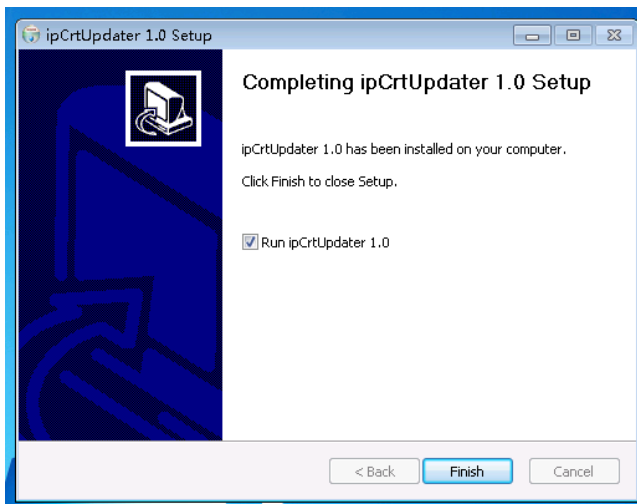 ipCrtUpdater 1.0 Setup
Completing ipCrtUpdater 1.0 Setup
ipCrtUpdater 1.0 has been installed on your computer.
Click Finish to close Setup.
Run ipCrtUpdater 1.0
< Back
Finish
Cancel